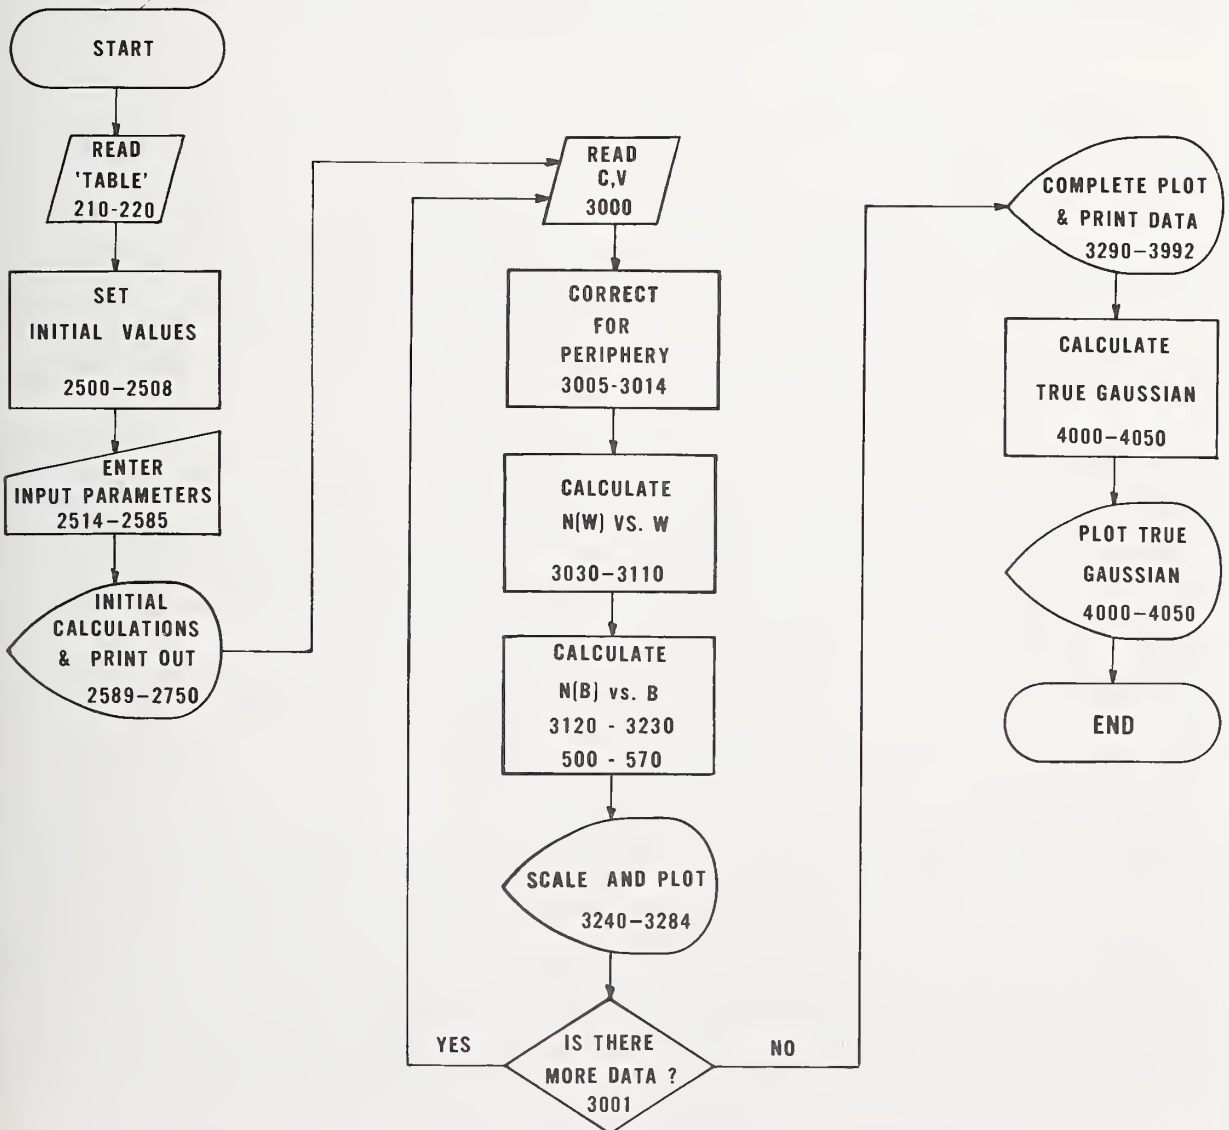 START
READ
'TABLE'
210-220
SET
INITIAL VALUES
2500-2508
ENTER
INPUT PARAMETERS
2514-2585
INITIAL
CALCULATIONS
& PRINT OUT
2589-2750
READ
C,V
3000
CORRECT
FOR
PERIPHERY
3005-3014
CALCULATE
N(W) VS. W
3030-3110
CALCULATE
N(B) vs. B
3120 - 3230
500 - 570
SCALE AND PLOT
3240-3284
IS THERE
MORE DATA ?
3001
YES
NO
COMPLETE PLOT
& PRINT DATA
3290-3992
CALCULATE
TRUE GAUSSIAN
4000-4050
PLOT TRUE
GAUSSIAN
4000-4050
END